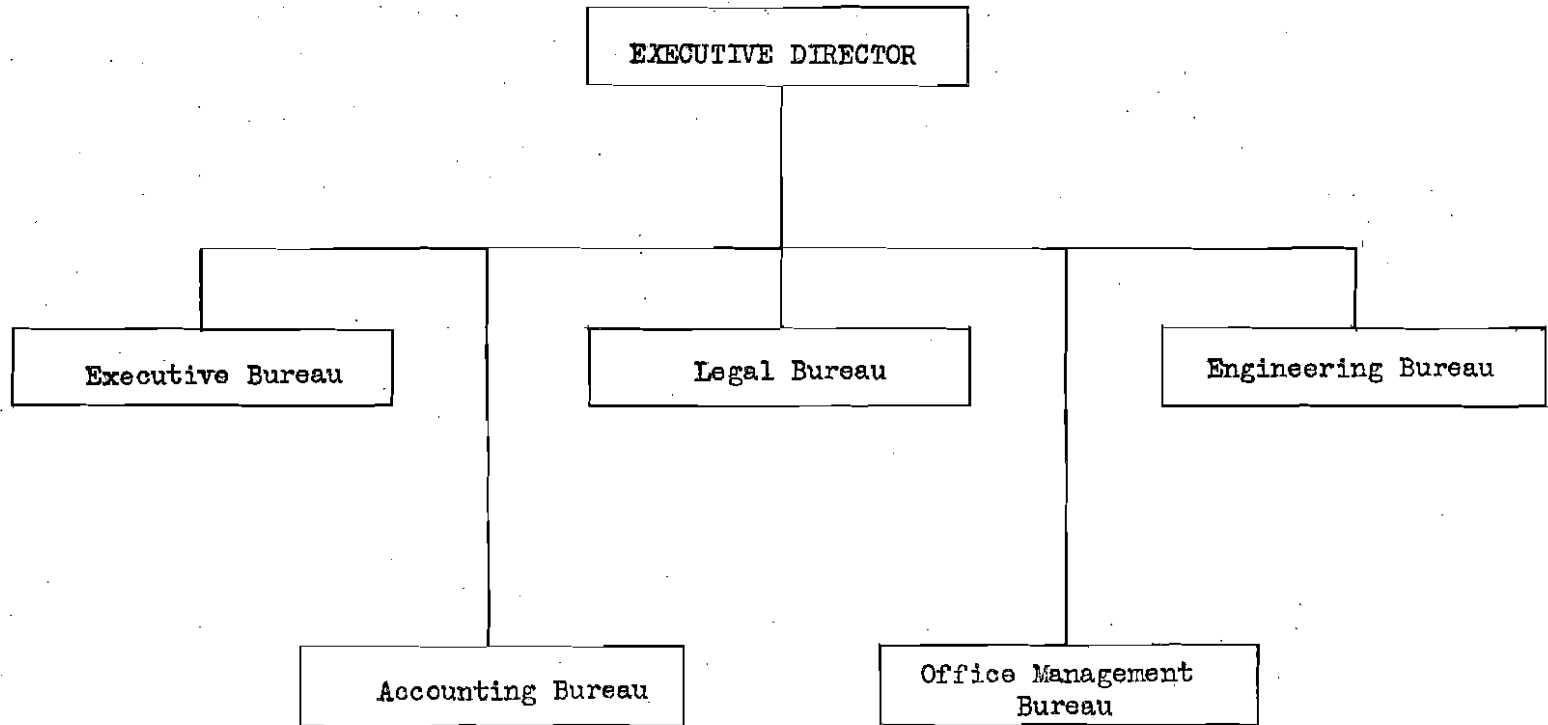 EXECUTIVE DIRECTOR
Executive Bureau
Legal Bureau
Engineering Bureau
Accounting Bureau
Office Management
Bureau